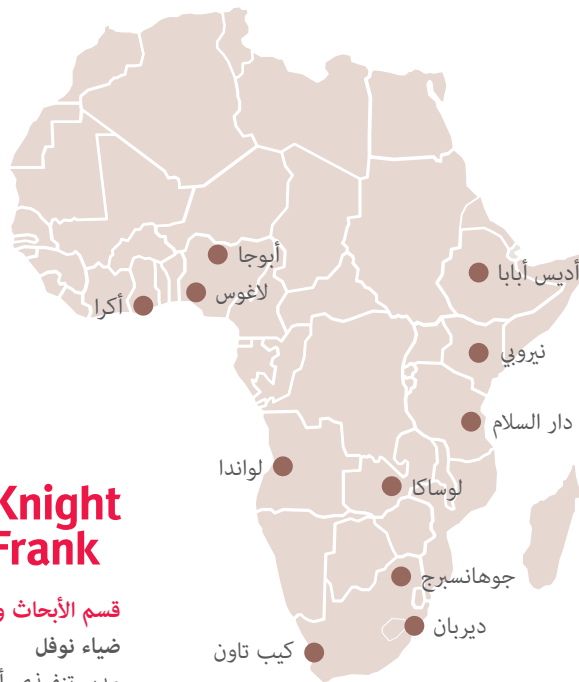 أبوجا
لاغوس
أكرا
أديس أبابا
نيروبي
دار السلام
لواندا
لوساكا
جوهانسبرج
ديربان
كيب تاون
Knight
Frank
قسم الأبحاث و
ضياء نوفل